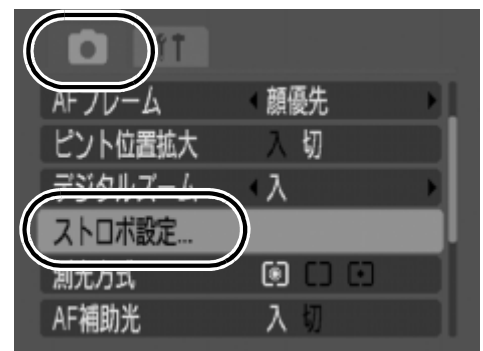 AFフレーム 顔優先
ピント位置拡大 入 切
デジタルズーム 入
ストロボ設定...
測光方式
AF補助光 入 切